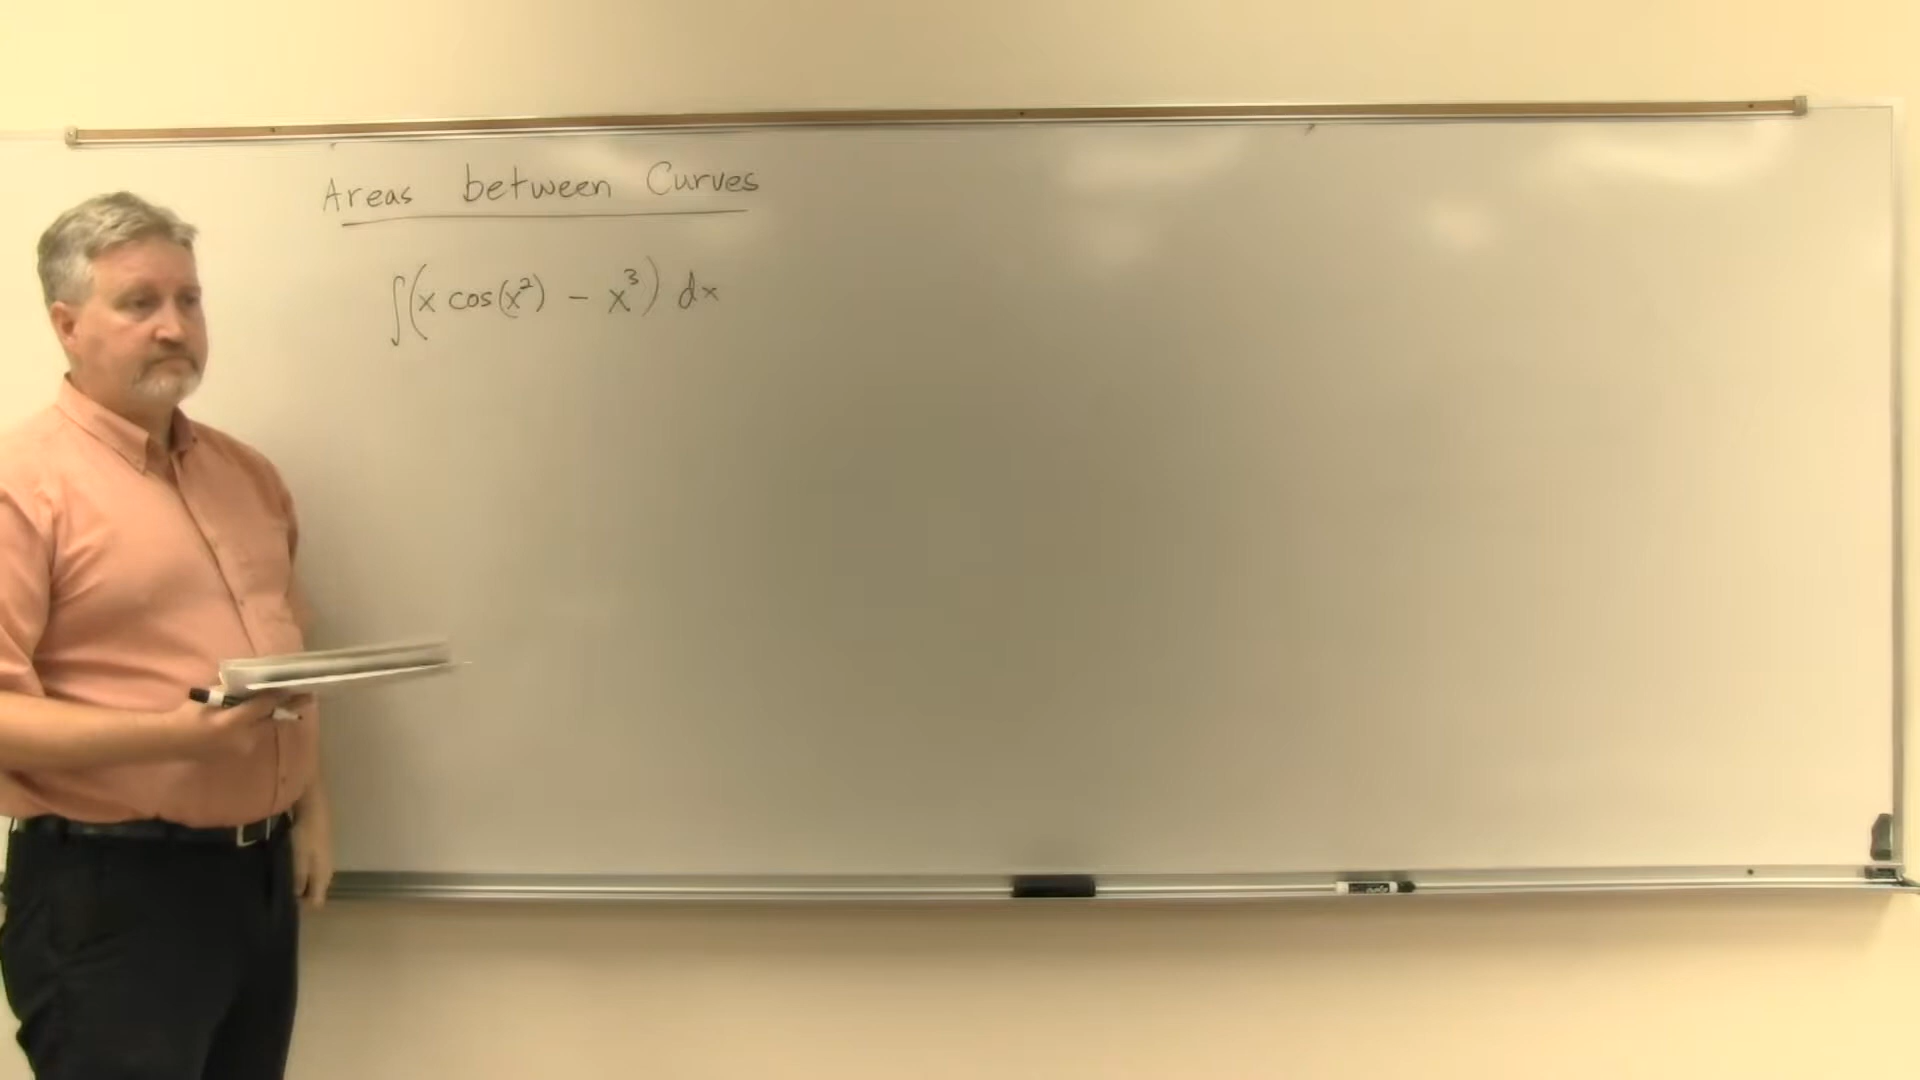 Areas between Curves
∫(x cos(x²) − x³) dx